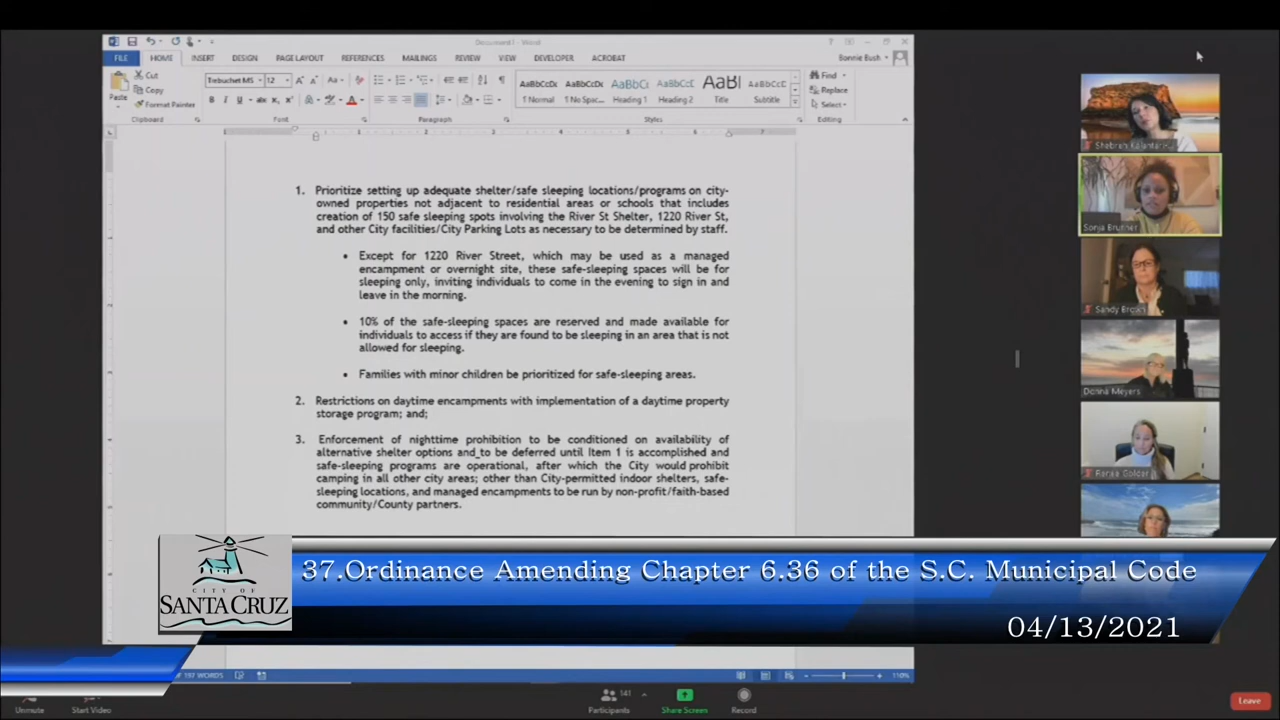 Document1 - Word
FILE HOME INSERT DESIGN PAGE LAYOUT REFERENCES MAILINGS REVIEW VIEW DEVELOPER ACROBAT
Bonnie Bush
Paste
Cut
Copy
Format Painter
Clipboard
Trebuchet MS 12
Font
Paragraph
AaBbCcDc AaBbCcDc AaBbCc AaBbCcDc AaBl AaBbCcDc
1 Normal 1 No Spac... Heading 1 Heading 2 Title Subtitle
Styles
Find
Replace
Select
Editing
1. Prioritize setting up adequate shelter/safe sleeping locations/programs on city-
owned properties not adjacent to residential areas or schools that includes
creation of 150 safe sleeping spots involving the River St Shelter, 1220 River St,
and other City facilities/City Parking Lots as necessary to be determined by staff.
• Except for 1220 River Street, which may be used as a managed
encampment or overnight site, these safe-sleeping spaces will be for
sleeping only, inviting individuals to come in the evening to sign in and
leave in the morning.
• 10% of the safe-sleeping spaces are reserved and made available for
individuals to access if they are found to be sleeping in an area that is not
allowed for sleeping.
• Families with minor children be prioritized for safe-sleeping areas.
2. Restrictions on daytime encampments with implementation of a daytime property
storage program; and;
3. Enforcement of nighttime prohibition to be conditioned on availability of
alternative shelter options and to be deferred until Item 1 is accomplished and
safe-sleeping programs are operational, after which the City would prohibit
camping in all other city areas; other than City-permitted indoor shelters, safe-
sleeping locations, and managed encampments to be run by non-profit/faith-based
community/County partners.
Shebreh Kalantari-...
Sonja Brunner
Sandy Brown
Donna Meyers
Renee Golder
CITY OF
SANTA CRUZ
37.Ordinance Amending Chapter 6.36 of the S.C. Municipal Code
04/13/2021
OF 197 WORDS
110%
Unmute
Start Video
Participants
141
Share Screen
Record
Leave